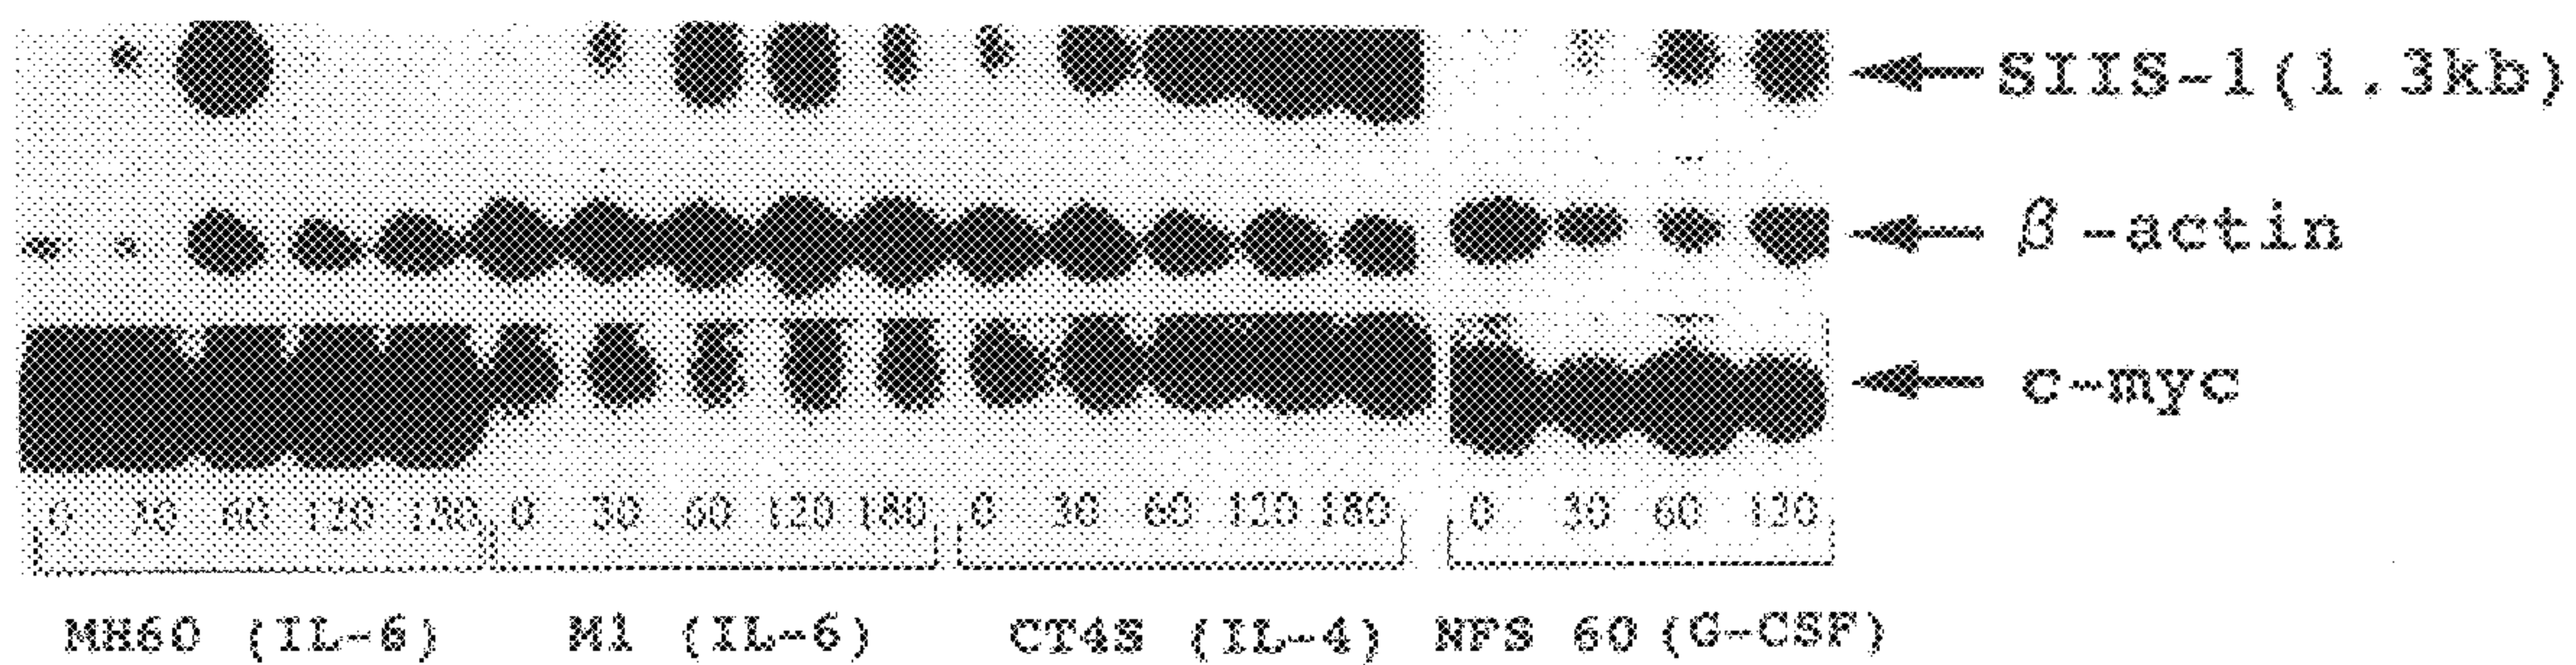 SIIS-1(1.3kb)
β-actin
c-myc
0 30 60 120 180 0 30 60 120 180 0 30 60 120 180 0 30 60 120
MH60 (IL-6) M1 (IL-6) CT4S (IL-4) NFS 60 (G-CSF)